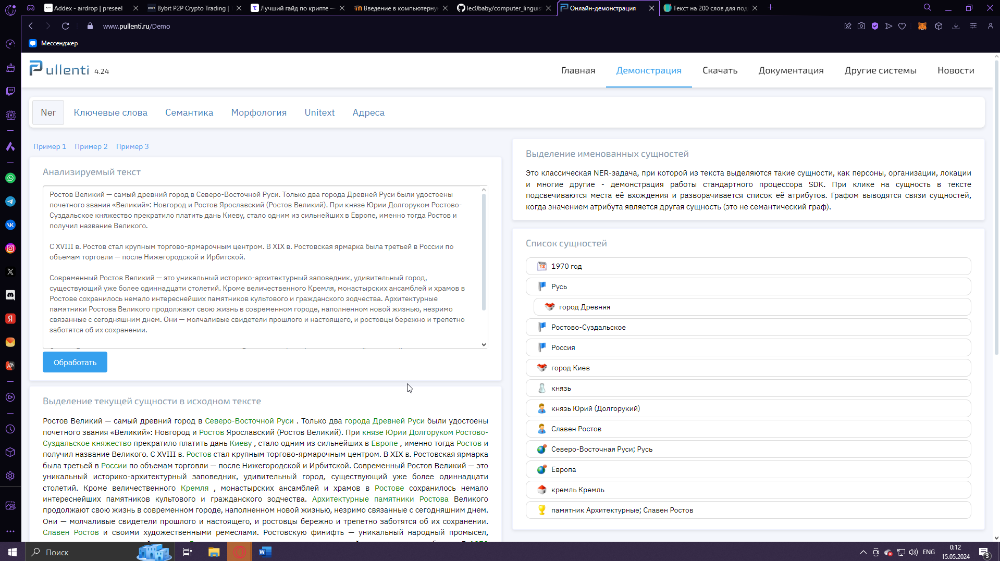 Addex - airdrop | preseel
Bybit P2P Crypto Trading |
Лучший гайд по крипте —
Введение в компьютерну
lec0baby/computer_linguis
Онлайн-демонстрация
Текст на 200 слов для под
www.pullenti.ru/Demo
Мессенджер
Pullenti 4.24
Главная
Демонстрация
Скачать
Документация
Другие системы
Новости
Ner
Ключевые слова
Семантика
Морфология
Unitext
Адреса
Пример 1 Пример 2 Пример 3
Анализируемый текст
Ростов Великий — самый древний город в Северо-Восточной Руси. Только два города Древней Руси были удостоены
почетного звания «Великий»: Новгород и Ростов Ярославский (Ростов Великий). При князе Юрии Долгоруком Ростово-
Суздальское княжество прекратило платить дань Киеву, стало одним из сильнейших в Европе, именно тогда Ростов и
получил название Великого.
С XVIII в. Ростов стал крупным торгово-ярмарочным центром. В XIX в. Ростовская ярмарка была третьей в России по
объемам торговли — после Нижегородской и Ирбитской.
Современный Ростов Великий — это уникальный историко-архитектурный заповедник, удивительный город,
существующий уже более одиннадцати столетий. Кроме величественного Кремля, монастырских ансамблей и храмов в
Ростове сохранилось немало интереснейших памятников культового и гражданского зодчества. Архитектурные
памятники Ростова Великого продолжают свою жизнь в современном городе, наполненном новой жизнью, незримо
связанные с сегодняшним днем. Они — молчаливые свидетели прошлого и настоящего, и ростовцы бережно и трепетно
заботятся об их сохранении.
Обработать
Выделение текущей сущности в исходном тексте
Ростов Великий — самый древний город в Северо-Восточной Руси . Только два города Древней Руси были удостоены
почетного звания «Великий»: Новгород и Ростов Ярославский (Ростов Великий). При князе Юрии Долгоруком Ростово-
Суздальское княжество прекратило платить дань Киеву , стало одним из сильнейших в Европе , именно тогда Ростов и
получил название Великого. С XVIII в. Ростов стал крупным торгово-ярмарочным центром. В XIX в. Ростовская ярмарка
была третьей в России по объемам торговли — после Нижегородской и Ирбитской. Современный Ростов Великий — это
уникальный историко-архитектурный заповедник, удивительный город, существующий уже более одиннадцати
столетий. Кроме величественного Кремля , монастырских ансамблей и храмов в Ростове сохранилось немало
интереснейших памятников культового и гражданского зодчества. Архитектурные памятники Ростова Великого
продолжают свою жизнь в современном городе, наполненном новой жизнью, незримо связанные с сегодняшним днем.
Они — молчаливые свидетели прошлого и настоящего, и ростовцы бережно и трепетно заботятся об их сохранении.
Славен Ростов и своими художественными ремеслами. Ростовскую финифть — уникальный народный промысел,
Выделение именованных сущностей
Это классическая NER-задача, при которой из текста выделяются такие сущности, как персоны, организации, локации
и многие другие - демонстрация работы стандартного процессора SDK. При клике на сущность в тексте
подсвечиваются места её вхождения и разворачивается список её атрибутов. Графом выводятся связи сущностей,
когда значением атрибута является другая сущность (это не семантический граф).
Список сущностей
1970 год
Русь
город Древняя
Ростово-Суздальское
Россия
город Киев
князь
князь Юрий (Долгорукий)
Славен Ростов
Северо-Восточная Руси; Русь
Европа
кремль Кремль
памятник Архитектурные; Славен Ростов
Поиск
ENG
0:12
15.05.2024
3